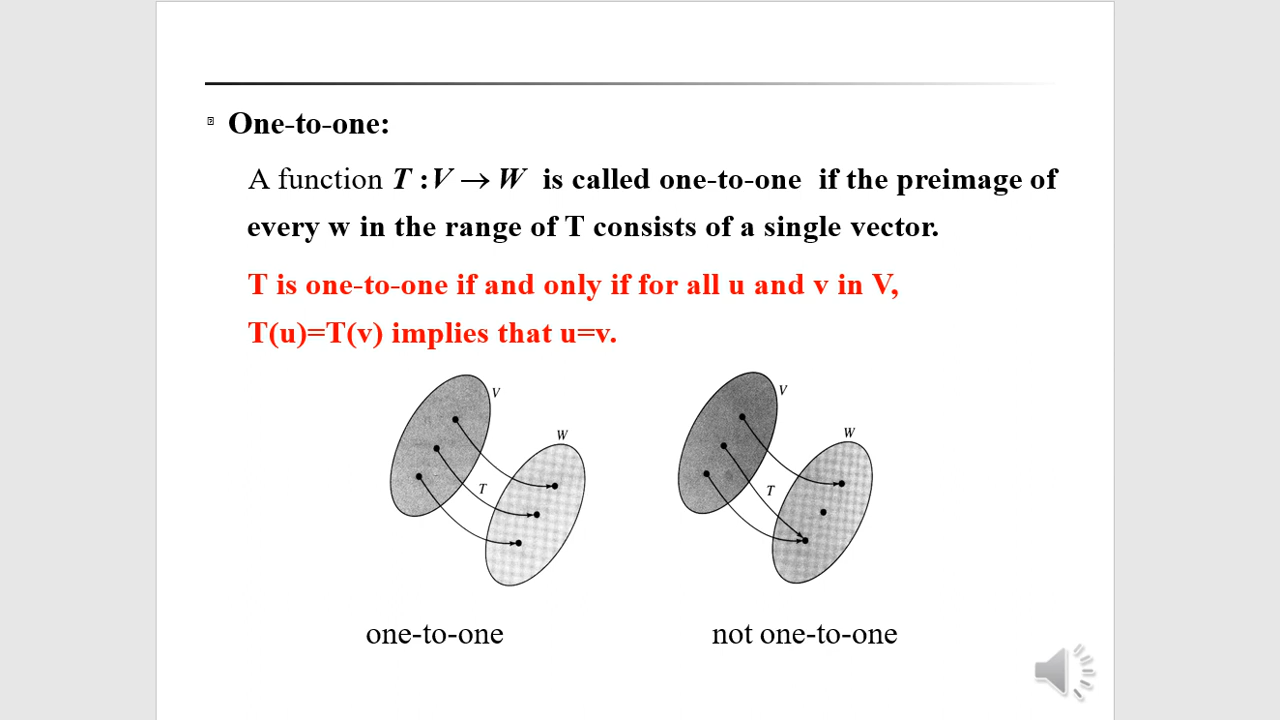 One-to-one:
A function T : V → W is called one-to-one if the preimage of
every w in the range of T consists of a single vector.
T is one-to-one if and only if for all u and v in V,
T(u)=T(v) implies that u=v.
V
W
T
V
W
T
one-to-one
not one-to-one